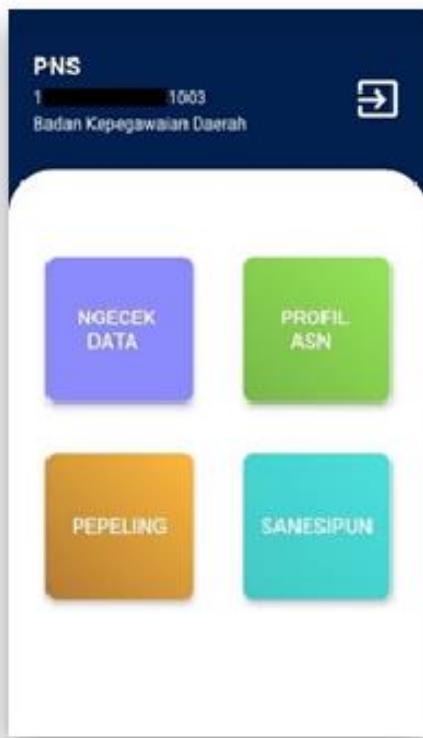 PNS
1 1003
Badan Kepegawaian Daerah
NGECEK
DATA
PROFIL
ASN
PEPELING
SANESIPUN